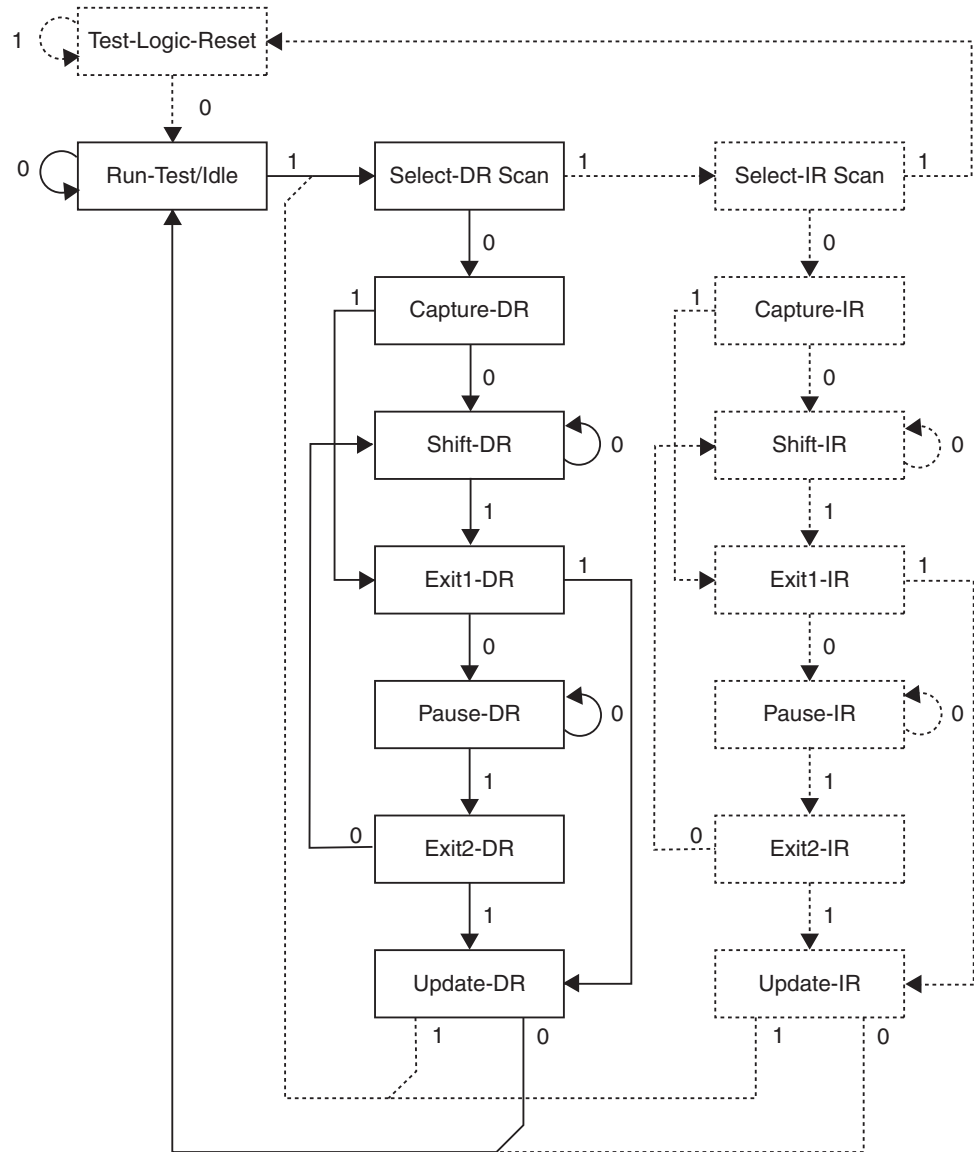 Test-Logic-Reset
1
0
0
Run-Test/Idle
1
Select-DR Scan
1
Select-IR Scan
1
0
0
1
Capture-DR
1
Capture-IR
0
0
Shift-DR
0
Shift-IR
0
1
1
Exit1-DR
1
Exit1-IR
1
0
0
Pause-DR
0
Pause-IR
0
1
1
0
Exit2-DR
0
Exit2-IR
1
1
Update-DR
Update-IR
1
0
1
0